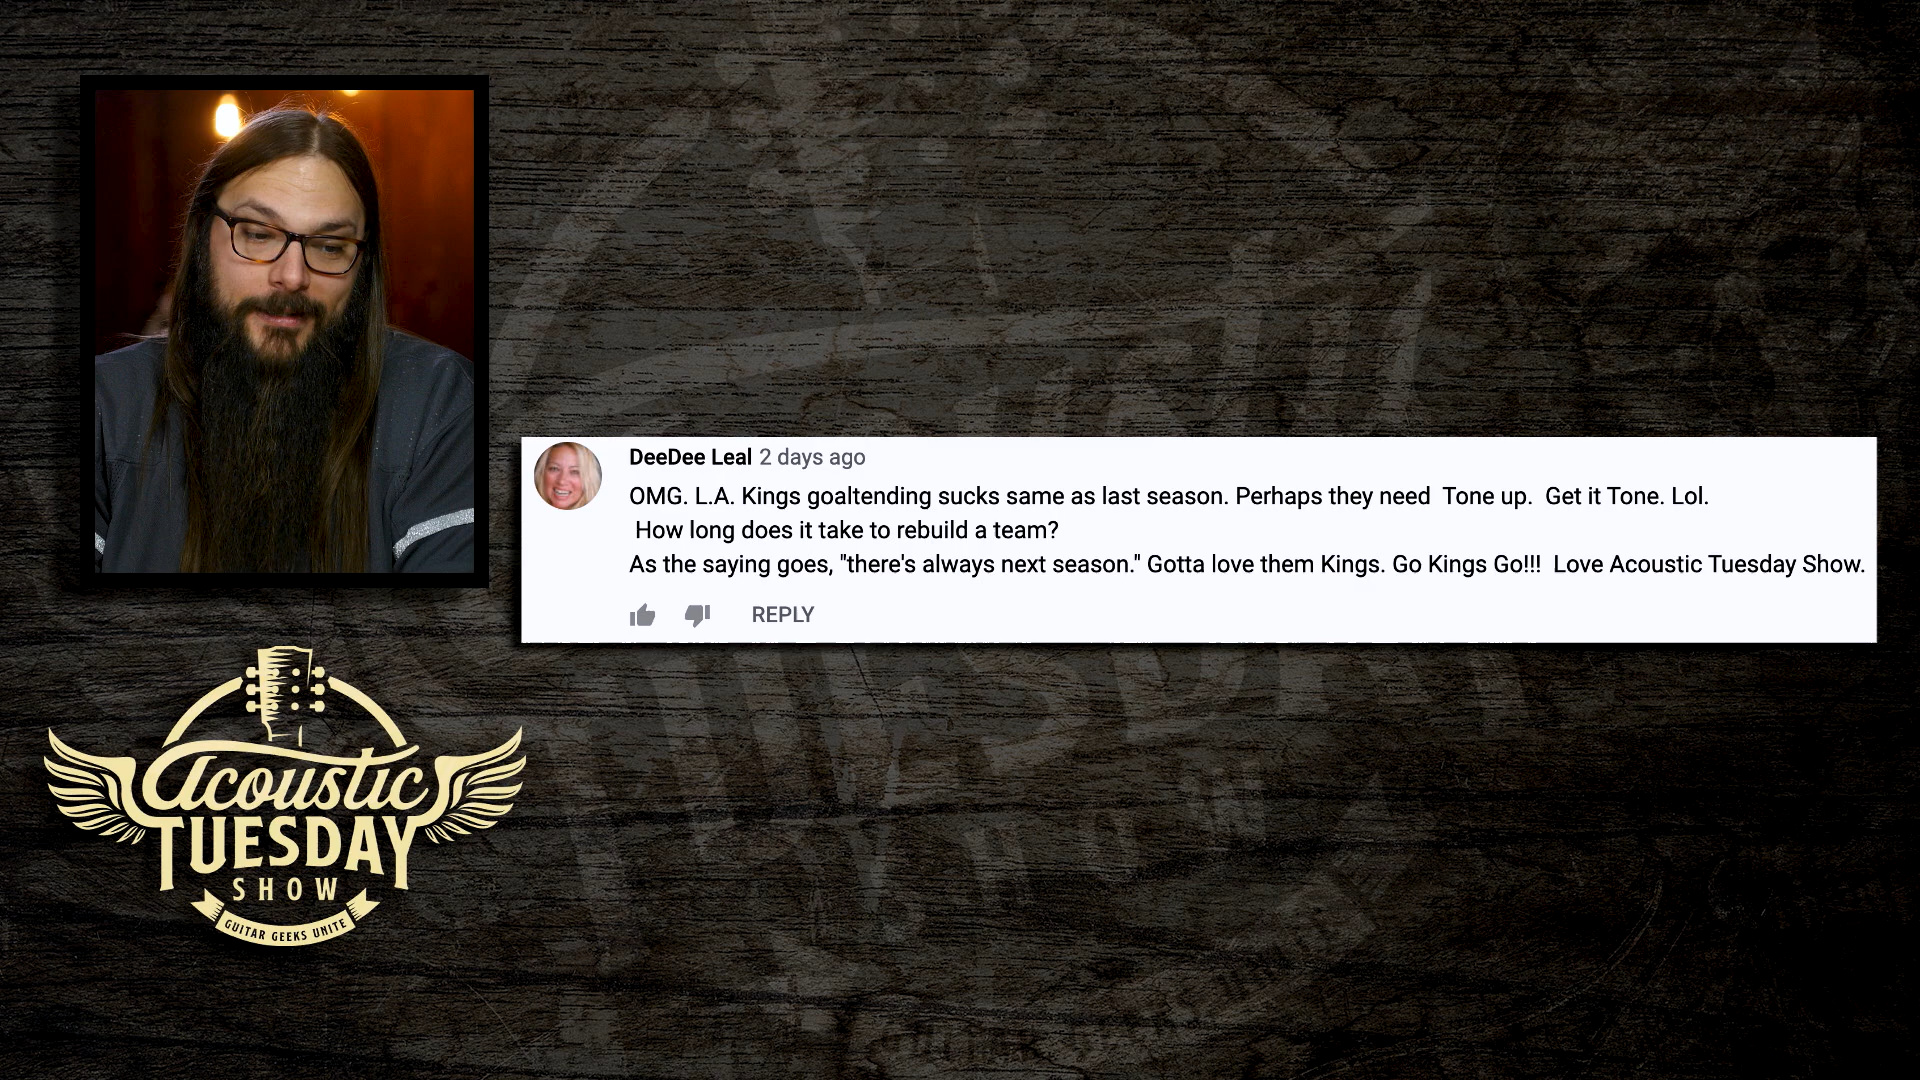 DeeDee Leal 2 days ago
OMG. L.A. Kings goaltending sucks same as last season. Perhaps they need  Tone up.  Get it Tone. Lol.
How long does it take to rebuild a team?
As the saying goes, "there's always next season." Gotta love them Kings. Go Kings Go!!!  Love Acoustic Tuesday Show.
REPLY
Acoustic
TUESDAY
SHOW
GUITAR GEEKS UNITE